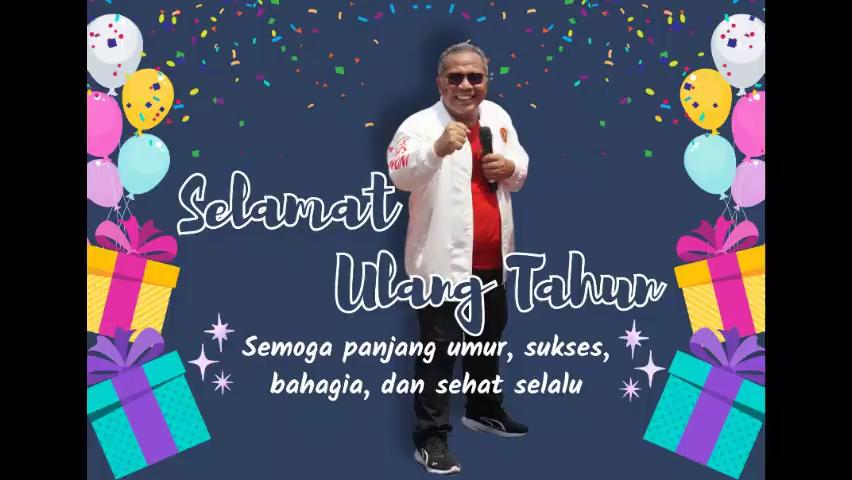 Selamat
Ulang Tahun
Semoga panjang umur, sukses,
bahagia, dan sehat selalu